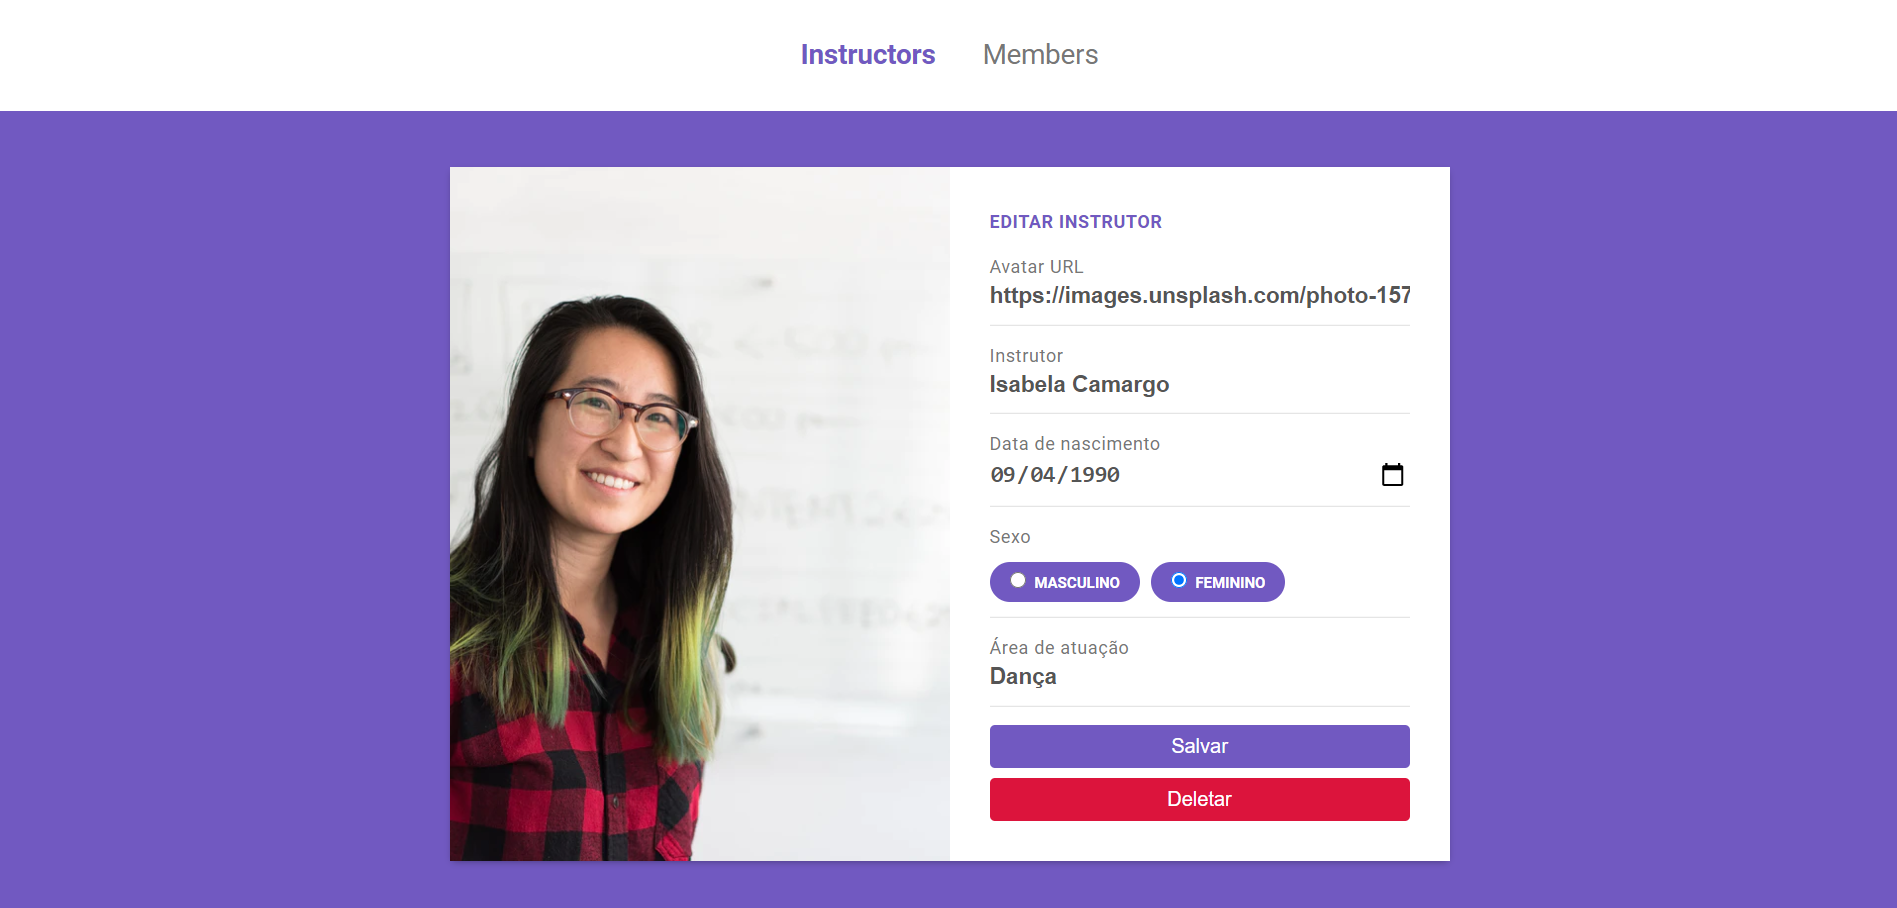 Instructors Members
EDITAR INSTRUTOR
Avatar URL
https://images.unsplash.com/photo-157
Instrutor
Isabela Camargo
Data de nascimento
09/04/1990
Sexo
MASCULINO FEMININO
Área de atuação
Dança
Salvar
Deletar